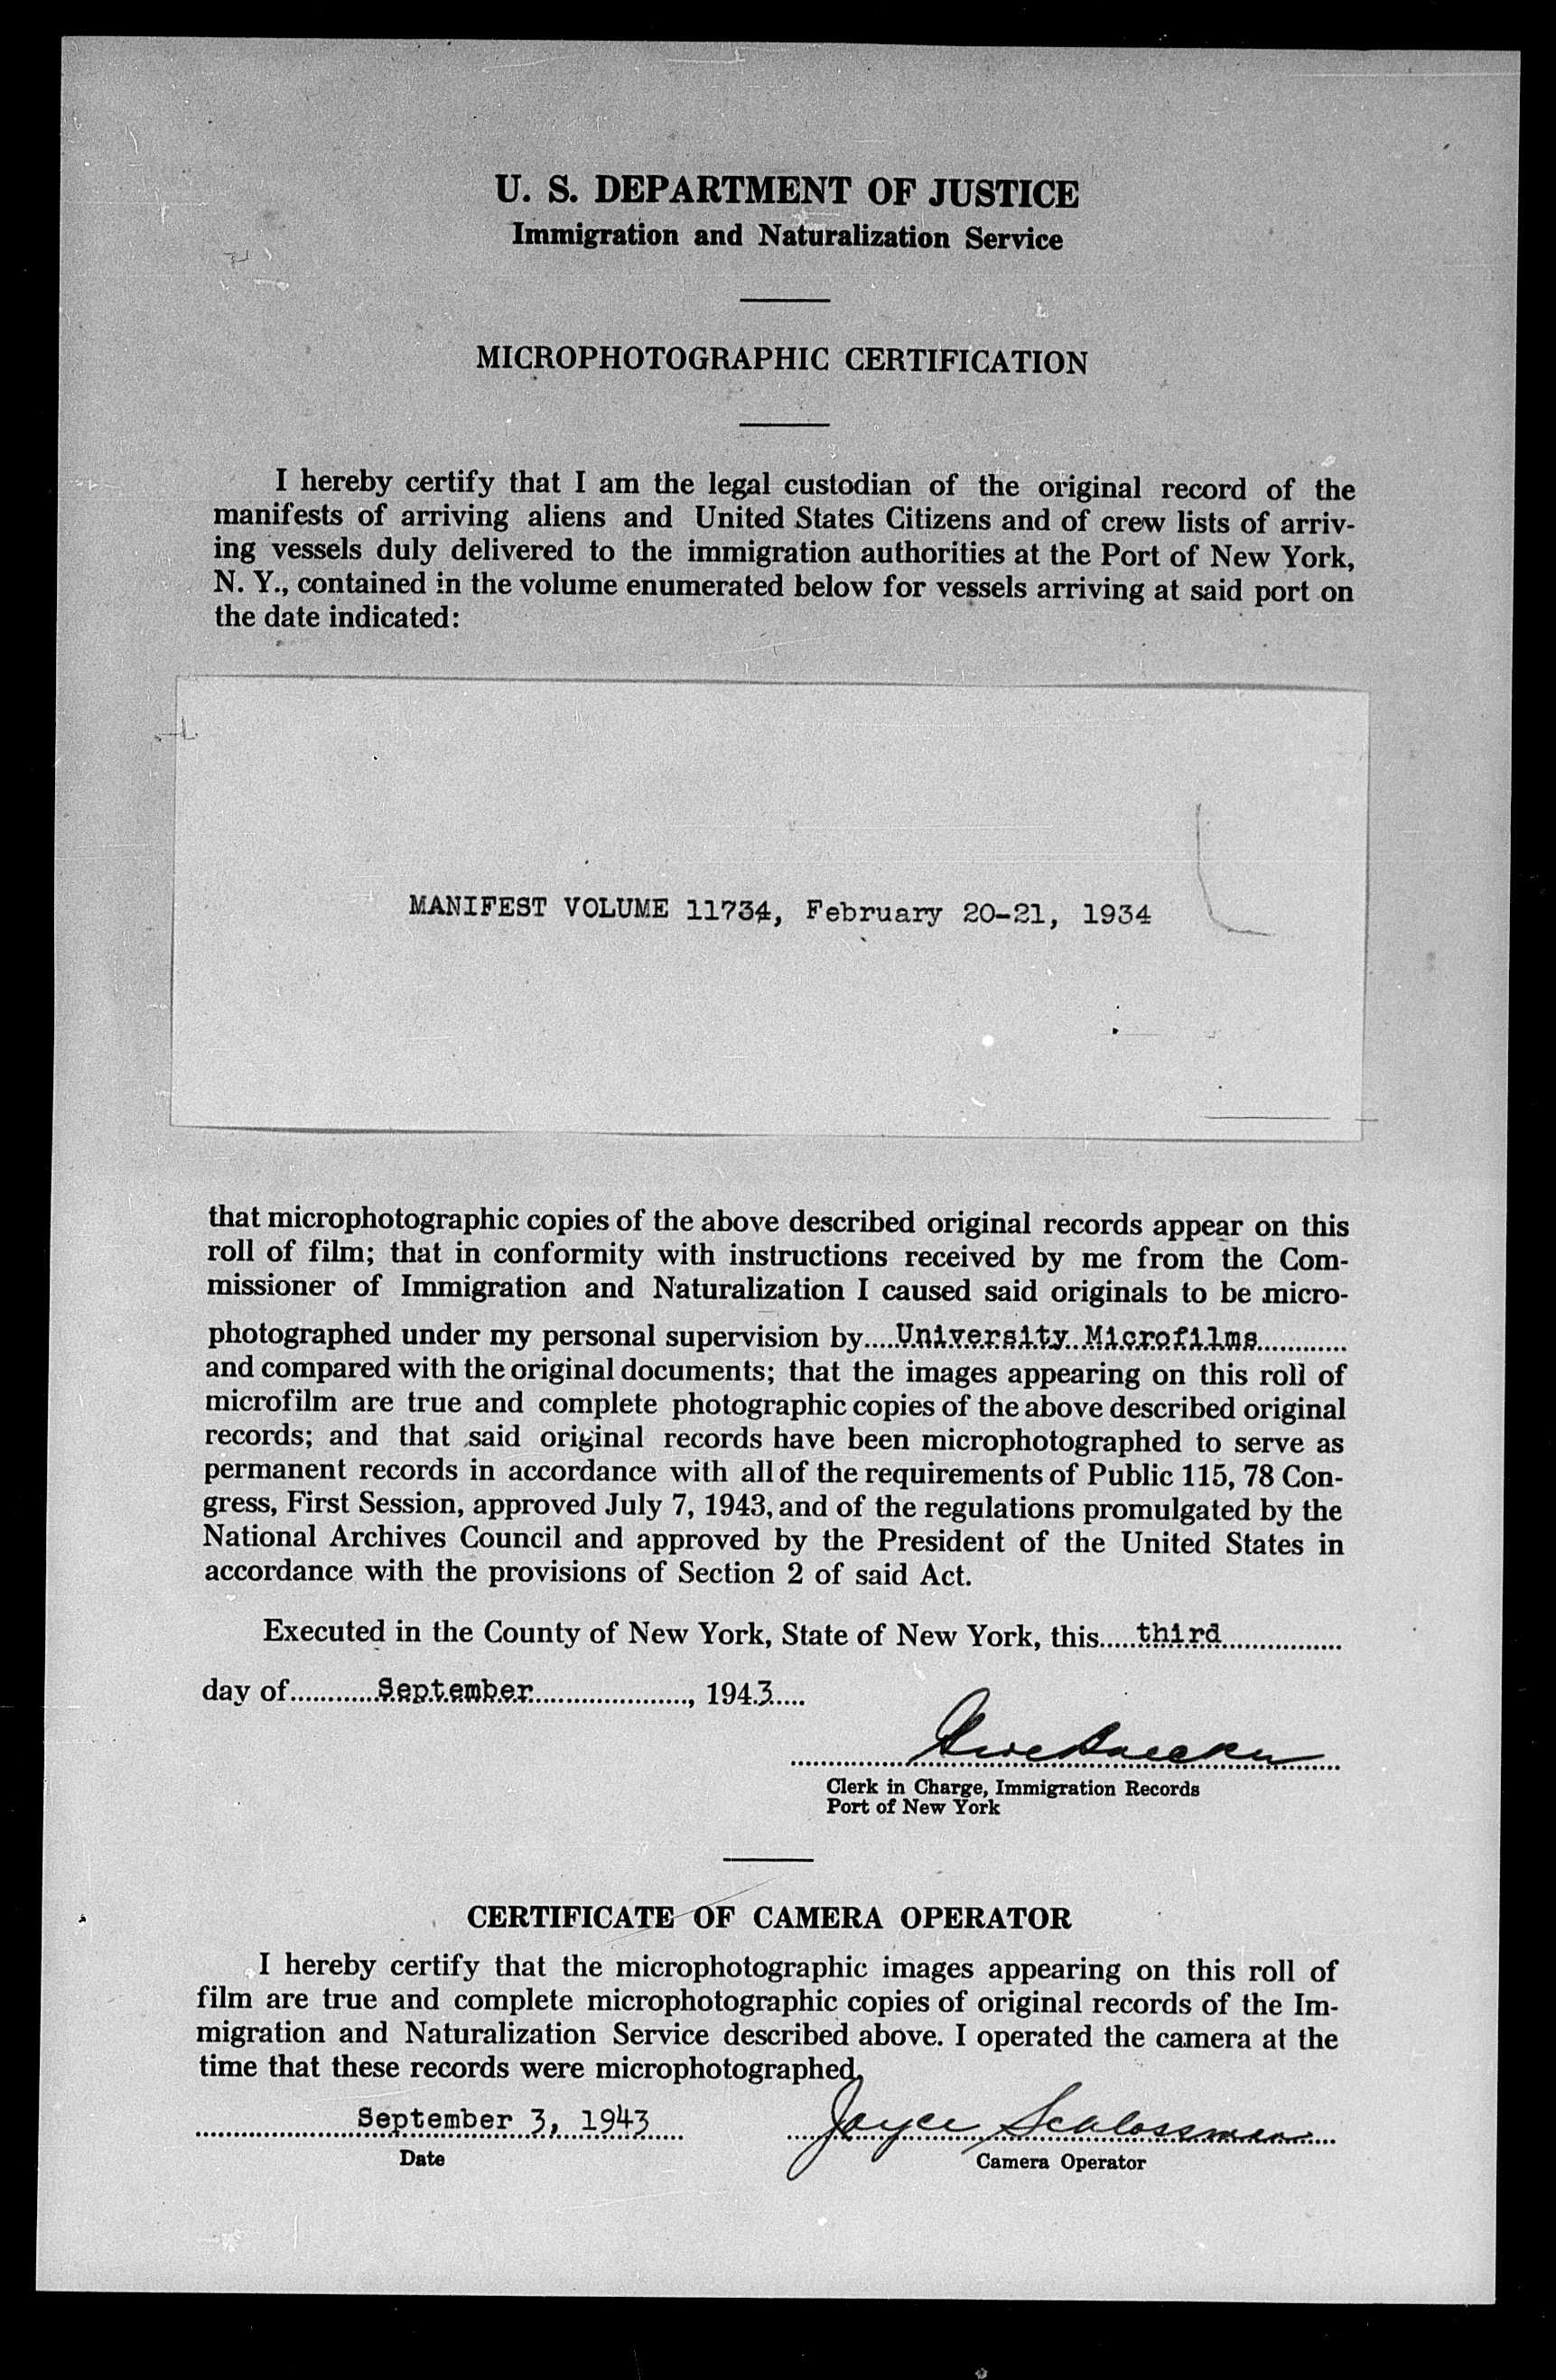 U. S. DEPARTMENT OF JUSTICE
Immigration and Naturalization Service
MICROPHOTOGRAPHIC CERTIFICATION
I hereby certify that I am the legal custodian of the original record of the
manifests of arriving aliens and United States Citizens and of crew lists of arriv-
ing vessels duly delivered to the immigration authorities at the Port of New York,
N. Y., contained in the volume enumerated below for vessels arriving at said port on
the date indicated:
MANIFEST VOLUME 11734, February 20-21, 1934
that microphotographic copies of the above described original records appear on this
roll of film; that in conformity with instructions received by me from the Com-
missioner of Immigration and Naturalization I caused said originals to be micro-
photographed under my personal supervision by....University Microfilms............
and compared with the original documents; that the images appearing on this roll of
microfilm are true and complete photographic copies of the above described original
records; and that said original records have been microphotographed to serve as
permanent records in accordance with all of the requirements of Public 115, 78 Con-
gress, First Session, approved July 7, 1943, and of the regulations promulgated by the
National Archives Council and approved by the President of the United States in
accordance with the provisions of Section 2 of said Act.
Executed in the County of New York, State of New York, this.....third.................
day of............September......................, 1943.....
Clerk in Charge, Immigration Records
Port of New York
CERTIFICATE OF CAMERA OPERATOR
I hereby certify that the microphotographic images appearing on this roll of
film are true and complete microphotographic copies of original records of the Im-
migration and Naturalization Service described above. I operated the camera at the
time that these records were microphotographed.
September 3, 1943 Joyce Schlossman
Date Camera Operator